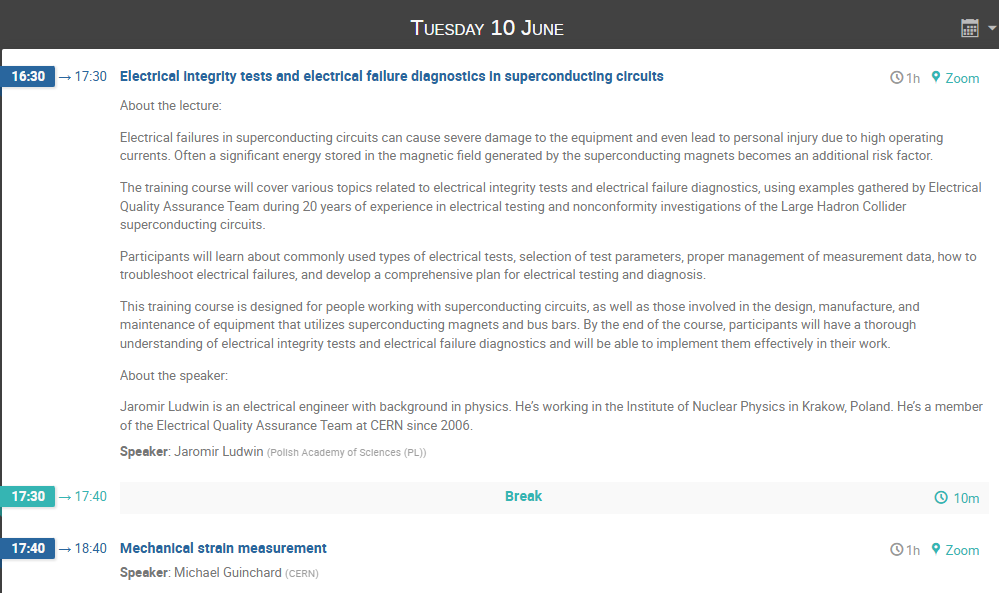 TUESDAY 10 JUNE
16:30 → 17:30 Electrical integrity tests and electrical failure diagnostics in superconducting circuits 1h Zoom
About the lecture:
Electrical failures in superconducting circuits can cause severe damage to the equipment and even lead to personal injury due to high operating
currents. Often a significant energy stored in the magnetic field generated by the superconducting magnets becomes an additional risk factor.
The training course will cover various topics related to electrical integrity tests and electrical failure diagnostics, using examples gathered by Electrical
Quality Assurance Team during 20 years of experience in electrical testing and nonconformity investigations of the Large Hadron Collider
superconducting circuits.
Participants will learn about commonly used types of electrical tests, selection of test parameters, proper management of measurement data, how to
troubleshoot electrical failures, and develop a comprehensive plan for electrical testing and diagnosis.
This training course is designed for people working with superconducting circuits, as well as those involved in the design, manufacture, and
maintenance of equipment that utilizes superconducting magnets and bus bars. By the end of the course, participants will have a thorough
understanding of electrical integrity tests and electrical failure diagnostics and will be able to implement them effectively in their work.
About the speaker:
Jaromir Ludwin is an electrical engineer with background in physics. He's working in the Institute of Nuclear Physics in Krakow, Poland. He's a member
of the Electrical Quality Assurance Team at CERN since 2006.
Speaker: Jaromir Ludwin (Polish Academy of Sciences (PL))
17:30 → 17:40 Break 10m
17:40 → 18:40 Mechanical strain measurement 1h Zoom
Speaker: Michael Guinchard (CERN)